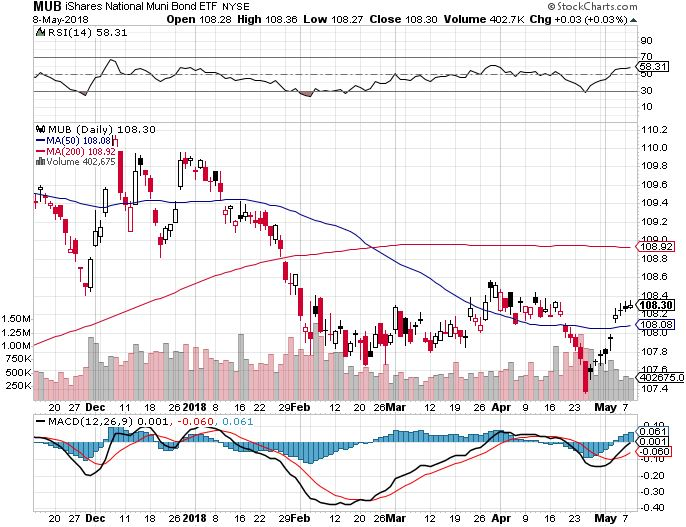 MUB iShares National Muni Bond ETF NYSE © StockCharts.com
8-May-2018 Open 108.28 High 108.36 Low 108.27 Close 108.30 Volume 402.7K Chg +0.03 (+0.03%)
RSI(14) 58.31
90
70
58.31
50
30
10
MUB (Daily) 108.30
MA(50) 108.08
MA(200) 108.92
Volume 402,675
110.2
110.0
109.8
109.6
109.4
109.2
109.0
108.92
108.8
108.6
108.4
108.30
108.2
108.08
108.0
107.8
107.6
402675.0
107.4
1.50M
1.25M
1.00M
750K
500K
250K
20 27 Dec 11 18 26 2018 8 16 22 29 Feb 12 20 26 Mar 12 19 26 Apr 9 16 23 May 7
MACD(12,26,9) 0.001, -0.060, 0.061
0.061
0.001
-0.060
-0.10
-0.20
-0.30
-0.40
20 27 Dec 11 18 26 2018 8 16 22 29 Feb 12 20 26 Mar 12 19 26 Apr 9 16 23 May 7